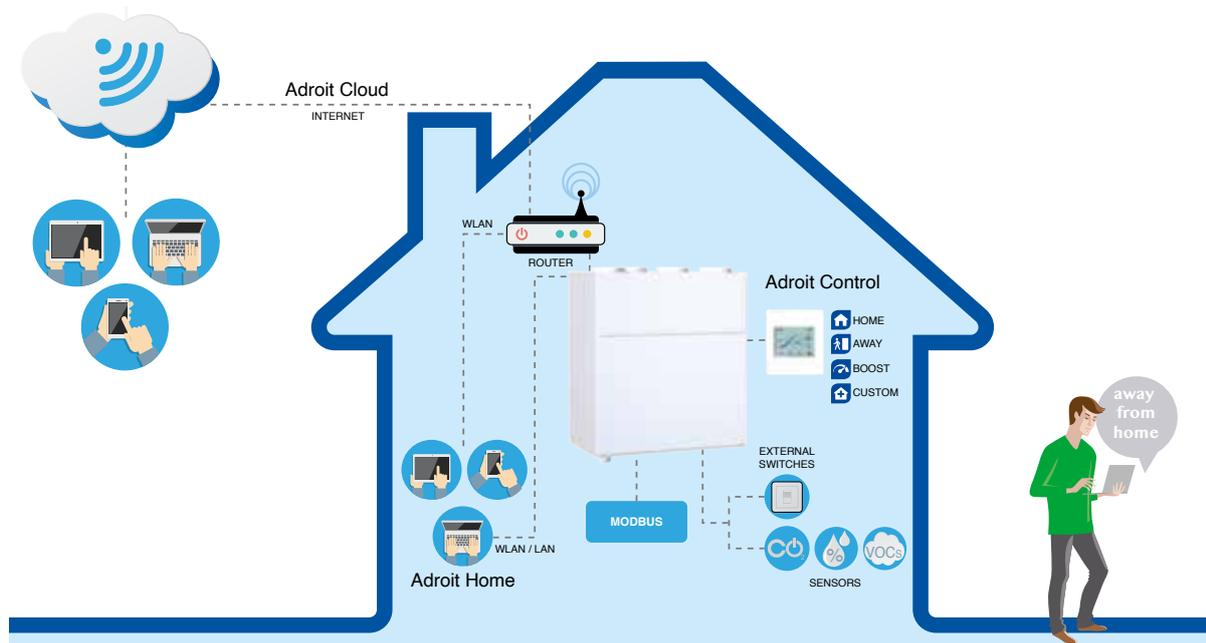 Adroit Cloud
INTERNET
WLAN
ROUTER
Adroit Control
HOME
AWAY
BOOST
CUSTOM
away
from
home
EXTERNAL
SWITCHES
MODBUS
WLAN / LAN
Adroit Home
CO2
%
VOCs
SENSORS